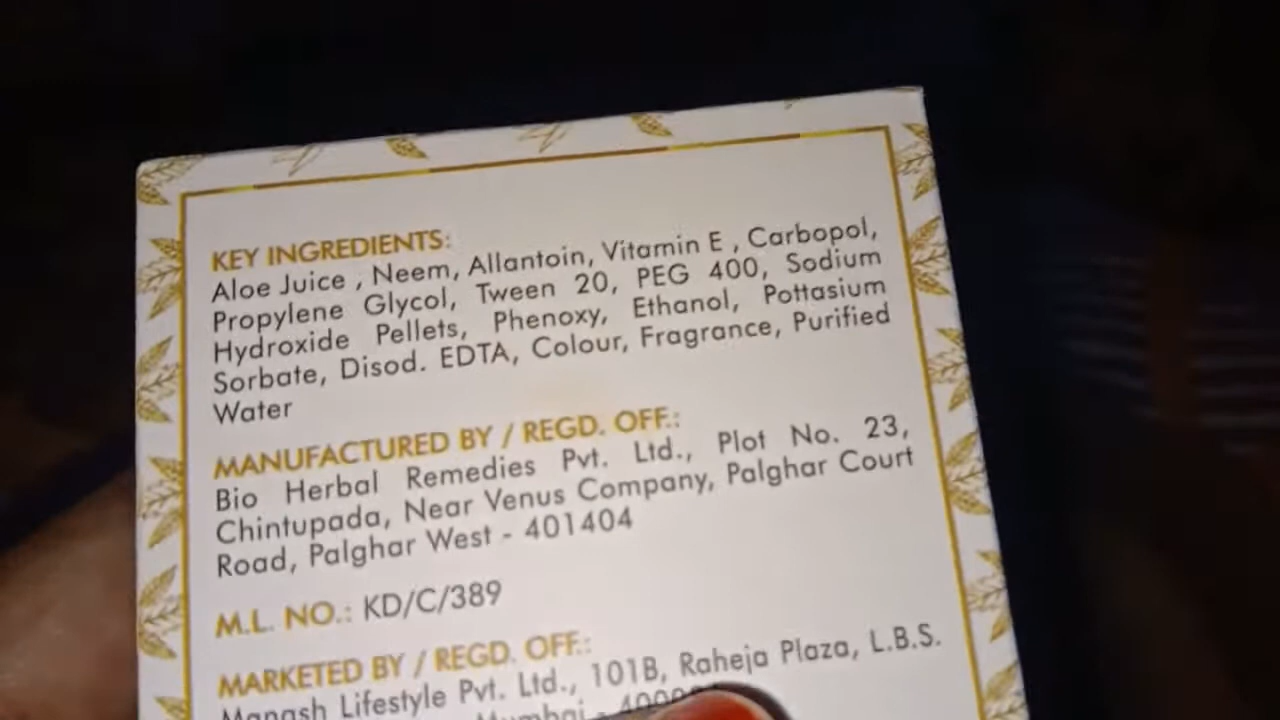 KEY INGREDIENTS:
Aloe Juice , Neem, Allantoin, Vitamin E , Carbopol,
Propylene Glycol, Tween 20, PEG 400, Sodium
Hydroxide Pellets, Phenoxy, Ethanol, Pottasium
Sorbate, Disod. EDTA, Colour, Fragrance, Purified
Water
MANUFACTURED BY / REGD. OFF.:
Bio Herbal Remedies Pvt. Ltd., Plot No. 23,
Chintupada, Near Venus Company, Palghar Court
Road, Palghar West - 401404
M.L. NO.: KD/C/389
MARKETED BY / REGD. OFF.:
Manash Lifestyle Pvt. Ltd., 101B, Raheja Plaza, L.B.S.
Mumbai -